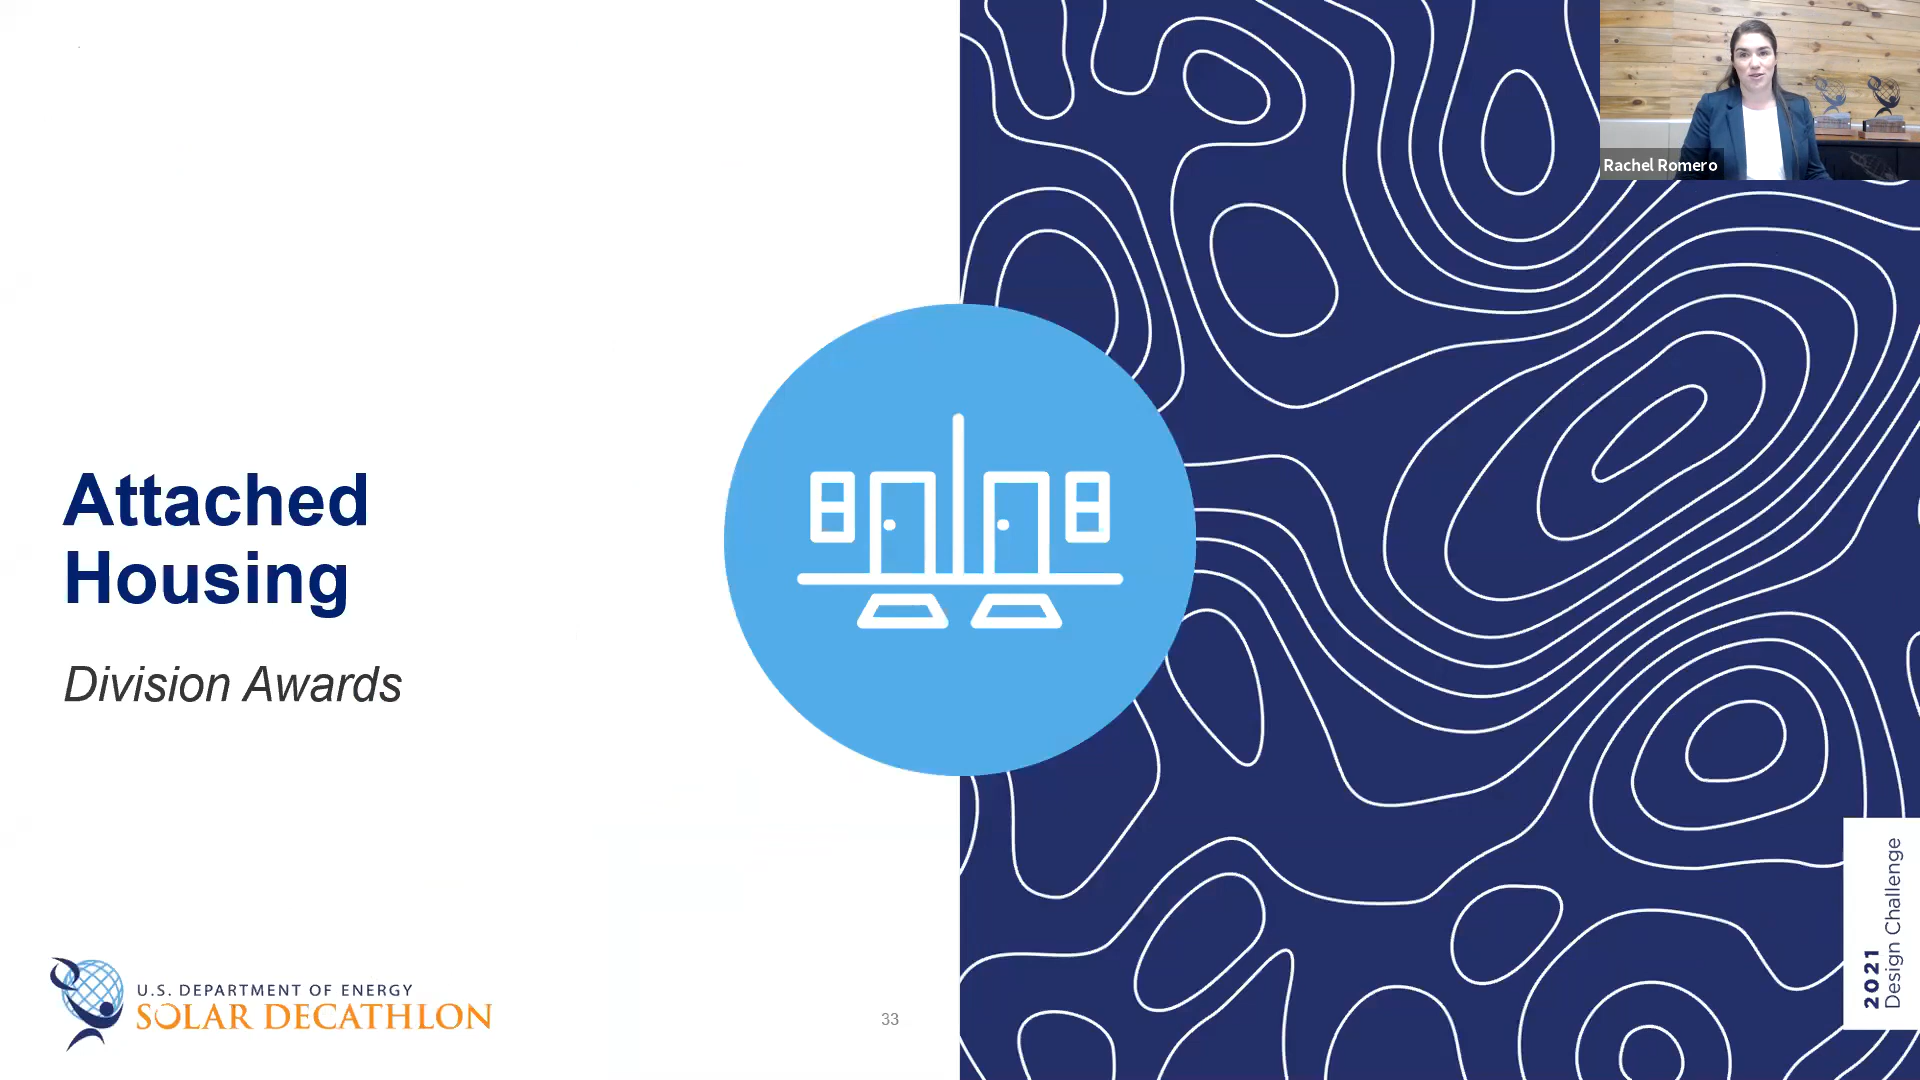 Rachel Romero
Attached
Housing
Division Awards
U.S. DEPARTMENT OF ENERGY
SOLAR DECATHLON
33
2021
Design Challenge